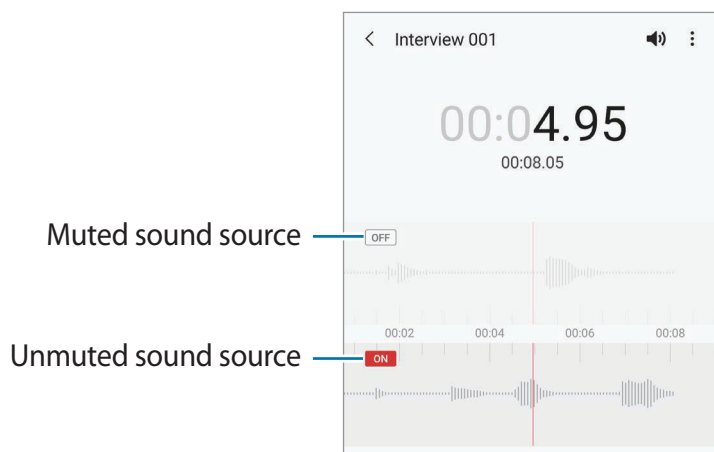 Interview 001
00:04.95
00:08.05
Muted sound source
OFF
00:02 00:04 00:06 00:08
Unmuted sound source
ON